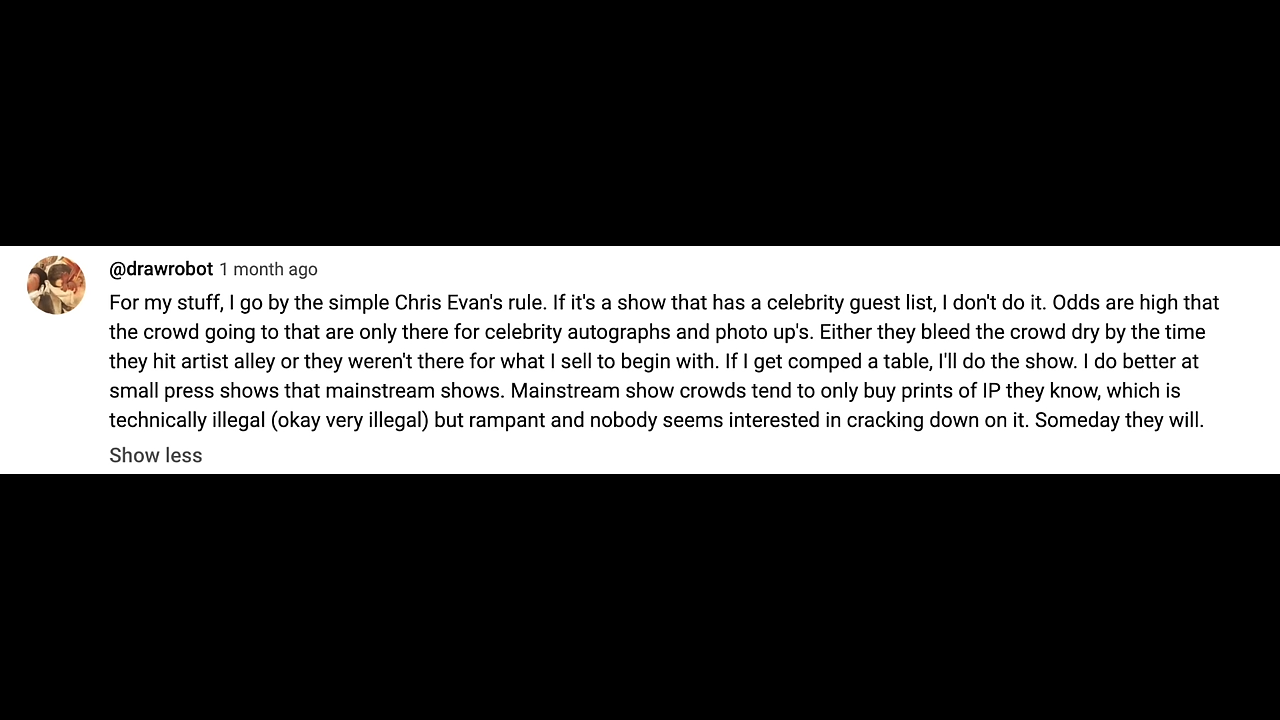 @drawrobot 1 month ago
For my stuff, I go by the simple Chris Evan's rule. If it's a show that has a celebrity guest list, I don't do it. Odds are high that
the crowd going to that are only there for celebrity autographs and photo up's. Either they bleed the crowd dry by the time
they hit artist alley or they weren't there for what I sell to begin with. If I get comped a table, I'll do the show. I do better at
small press shows that mainstream shows. Mainstream show crowds tend to only buy prints of IP they know, which is
technically illegal (okay very illegal) but rampant and nobody seems interested in cracking down on it. Someday they will.
Show less